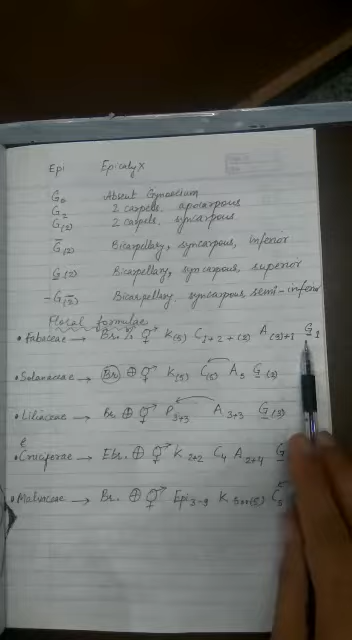 Epi Epicalyx
G₀ Absent Gynoecium
G₂ 2 carpels, apocarpous
G₍₂₎ 2 carpels, syncarpous
G̅₍₂₎ Bicarpellary, syncarpous, inferior
G̲₍₂₎ Bicarpellary, syncarpous, superior
-G₍₂₎ Bicarpellary, syncarpous semi-inferior
Floral formulae
• Fabaceae → Br. % ⚥ K₍₅₎ C₁₊₂₊₍₂₎ A₍₉₎₊₁ G̲₁
• Solanaceae → Br ⊕ ⚥ K₍₅₎ C₍₅₎ A₅ G̲₍₂₎
• Liliaceae → Br ⊕ ⚥ P₃₊₃ A₃₊₃ G̲₍₃₎
• Cruciferae → Ebr. ⊕ ⚥ K₂₊₂ C₄ A₂₊₄ G̲
• Malvaceae → Br. ⊕ ⚥ Epi₃₋₉ K₅ₒᵣ₍₅₎ C₅